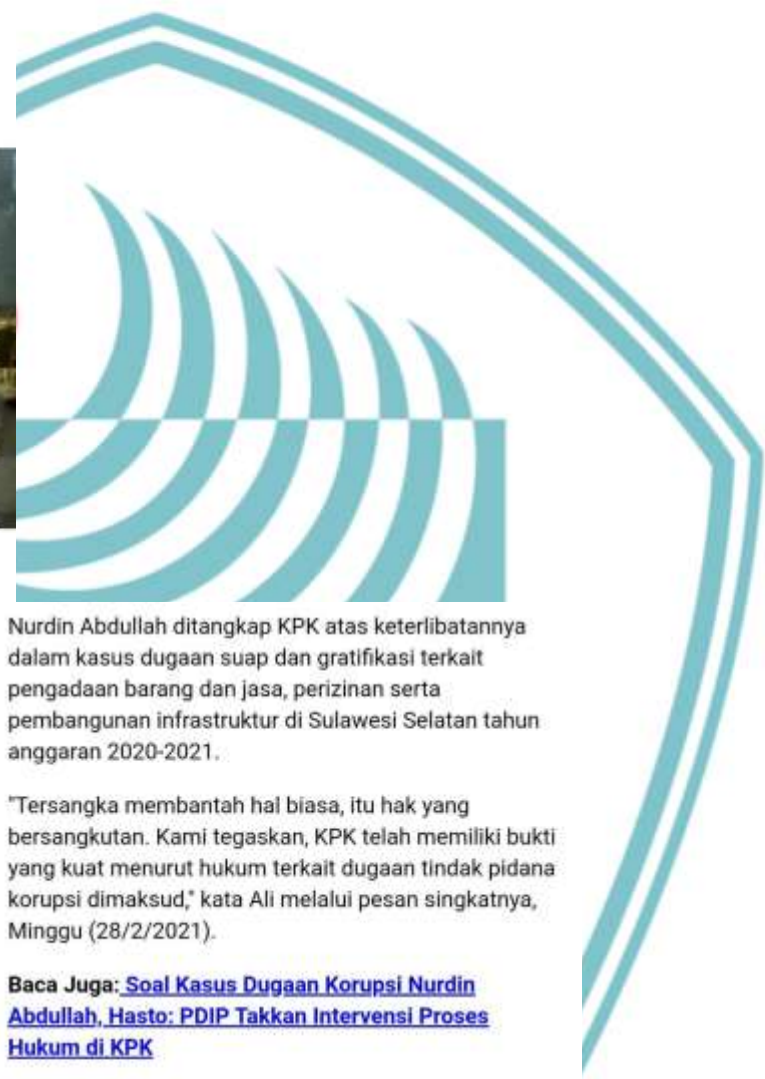 Nurdin Abdullah ditangkap KPK atas keterlibatannya
dalam kasus dugaan suap dan gratifikasi terkait
pengadaan barang dan jasa, perizinan serta
pembangunan infrastruktur di Sulawesi Selatan tahun
anggaran 2020-2021.
"Tersangka membantah hal biasa, itu hak yang
bersangkutan. Kami tegaskan, KPK telah memiliki bukti
yang kuat menurut hukum terkait dugaan tindak pidana
korupsi dimaksud," kata Ali melalui pesan singkatnya,
Minggu (28/2/2021).
Baca Juga: Soal Kasus Dugaan Korupsi Nurdin
Abdullah, Hasto: PDIP Takkan Intervensi Proses
Hukum di KPK